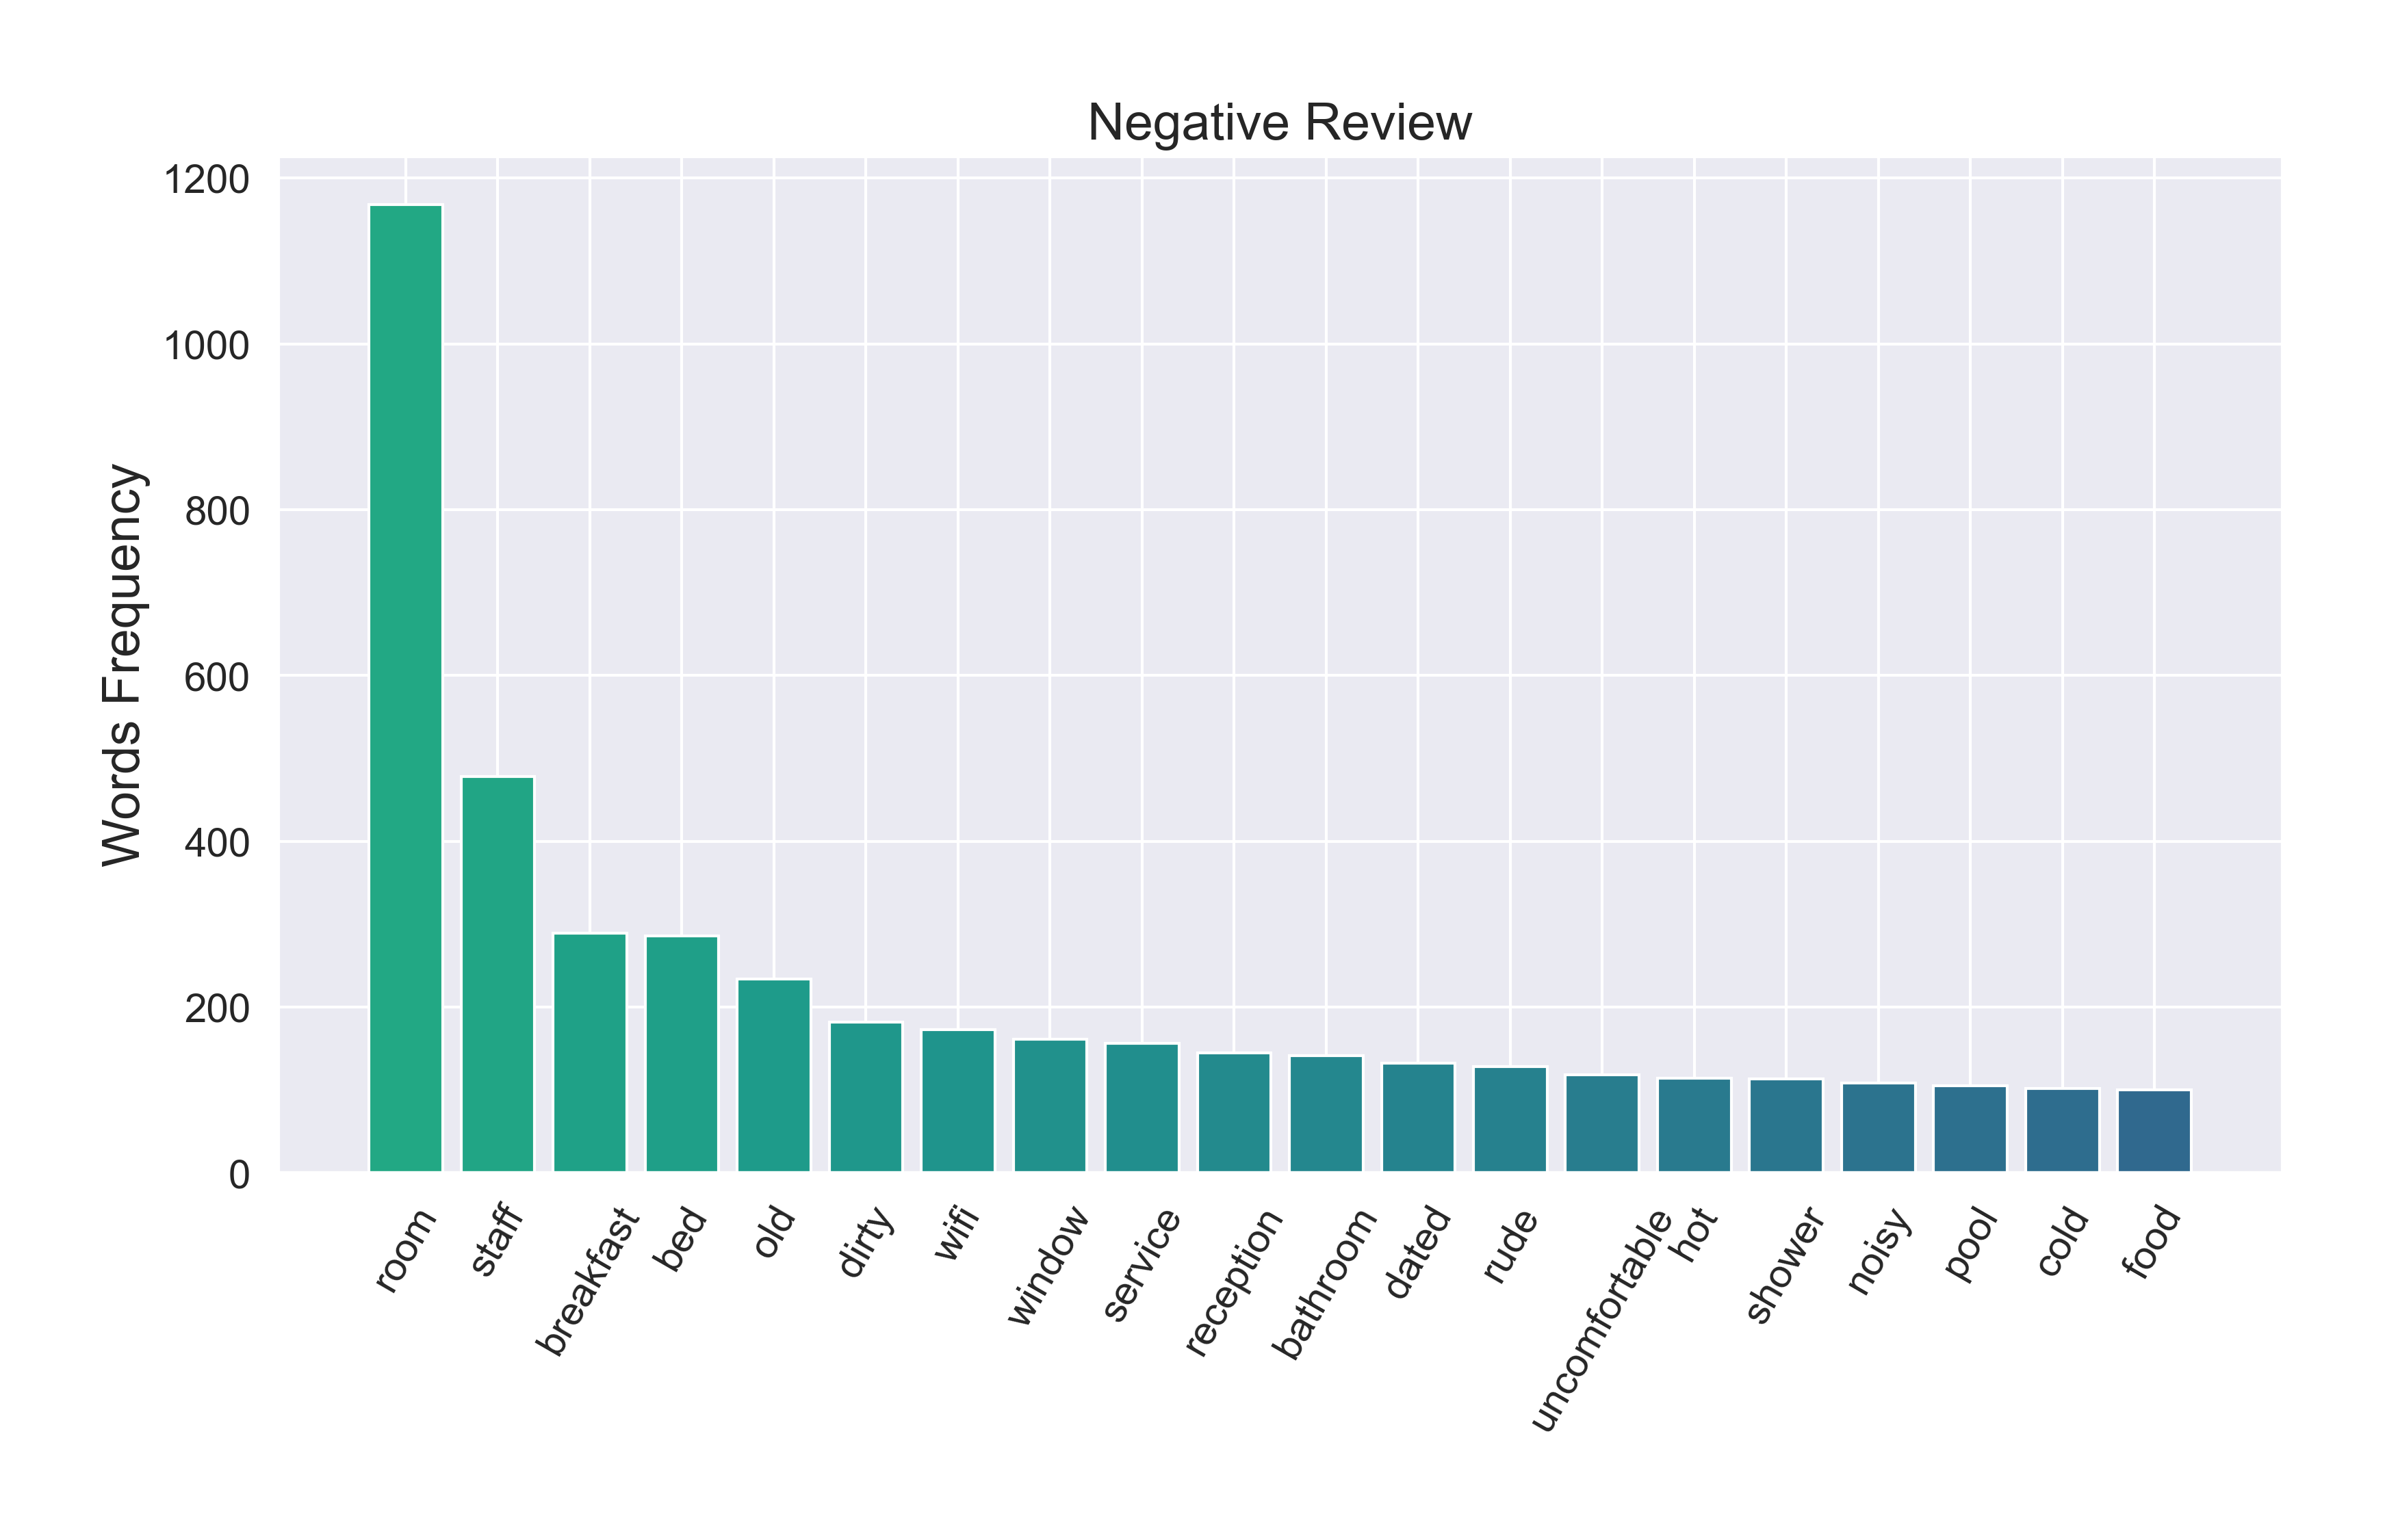 Negative Review
Words Frequency
1200
1000
800
600
400
200
0
room
staff
breakfast
bed
old
dirty
wifi
window
service
reception
bathroom
dated
rude
uncomfortable
hot
shower
noisy
pool
cold
food